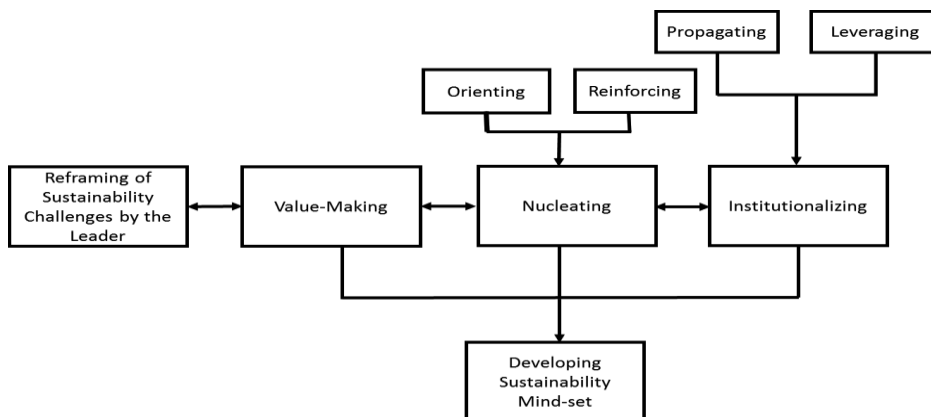 Propagating
Leveraging
Orienting
Reinforcing
Reframing of
Sustainability
Challenges by the
Leader
Value-Making
Nucleating
Institutionalizing
Developing
Sustainability
Mind-set